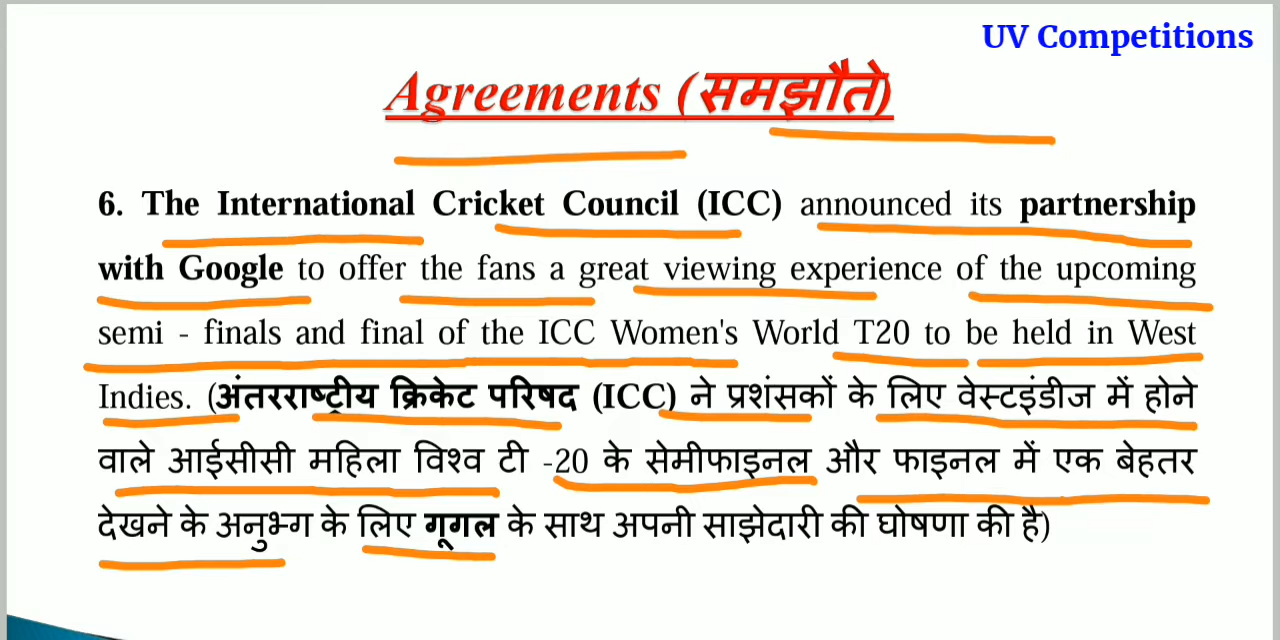 UV Competitions
Agreements (समझौते)
6. The International Cricket Council (ICC) announced its partnership
with Google to offer the fans a great viewing experience of the upcoming
semi - finals and final of the ICC Women's World T20 to be held in West
Indies. (अंतरराष्ट्रीय क्रिकेट परिषद (ICC) ने प्रशंसकों के लिए वेस्टइंडीज में होने
वाले आईसीसी महिला विश्व टी -20 के सेमीफाइनल और फाइनल में एक बेहतर
देखने के अनुभ्ग के लिए गूगल के साथ अपनी साझेदारी की घोषणा की है)